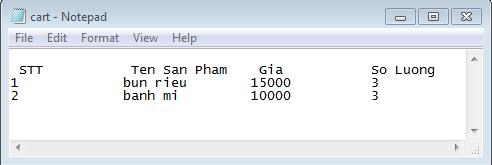 cart - Notepad
File Edit Format View Help
STT Ten San Pham Gia So Luong
1 bun rieu 15000 3
2 banh mi 10000 3